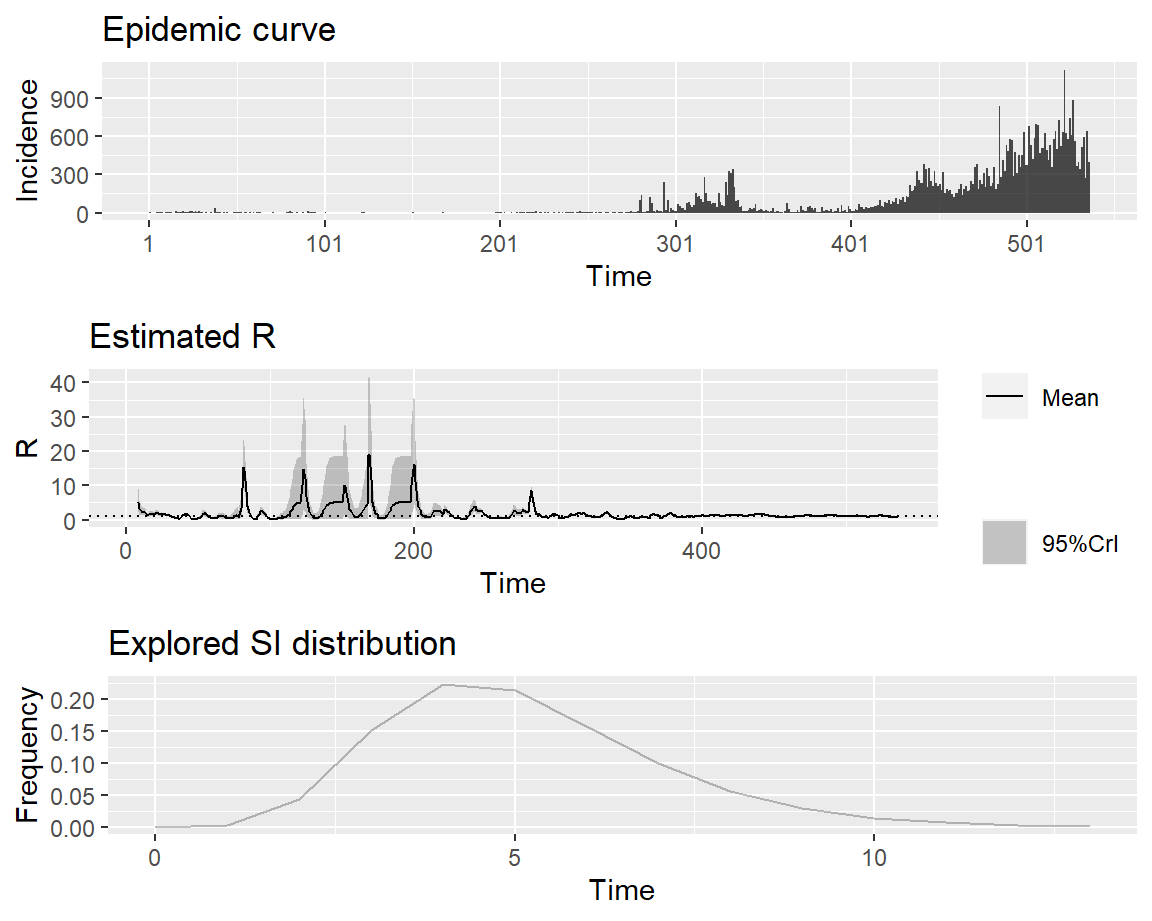 Epidemic curve
Incidence
900
600
300
0
1 101 201 301 401 501
Time
Estimated R
R
40
30
20
10
0
0 200 400
Time
Mean
95%CrI
Explored SI distribution
Frequency
0.20
0.15
0.10
0.05
0.00
0 5 10
Time